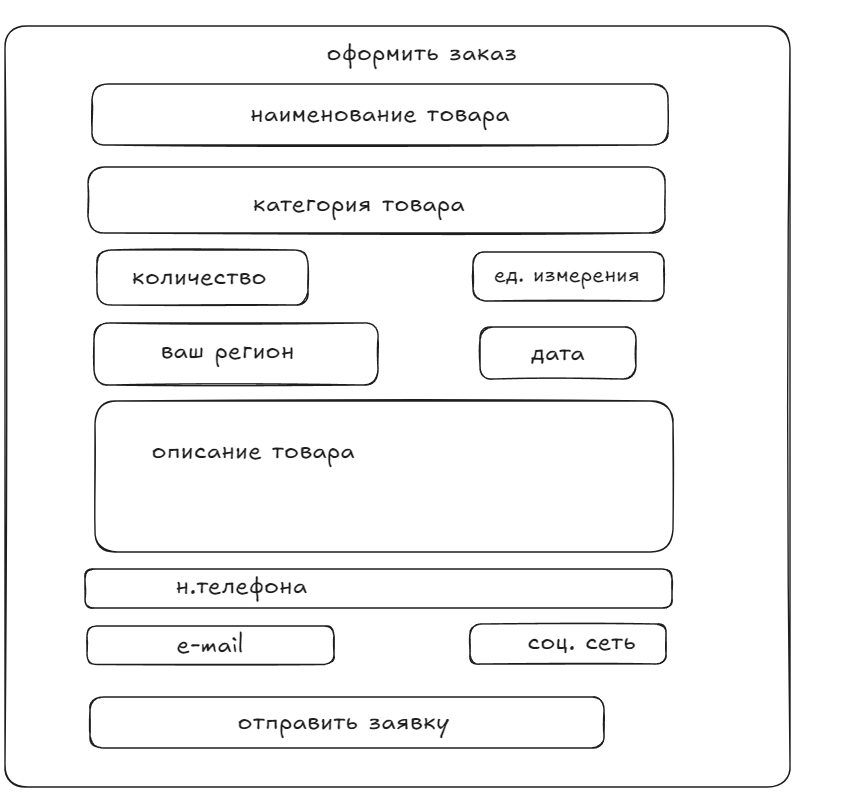 оформить заказ
наименование товара
категория товара
количество
ед. измерения
ваш регион
дата
описание товара
н.телефона
e-mail
соц. сеть
отправить заявку